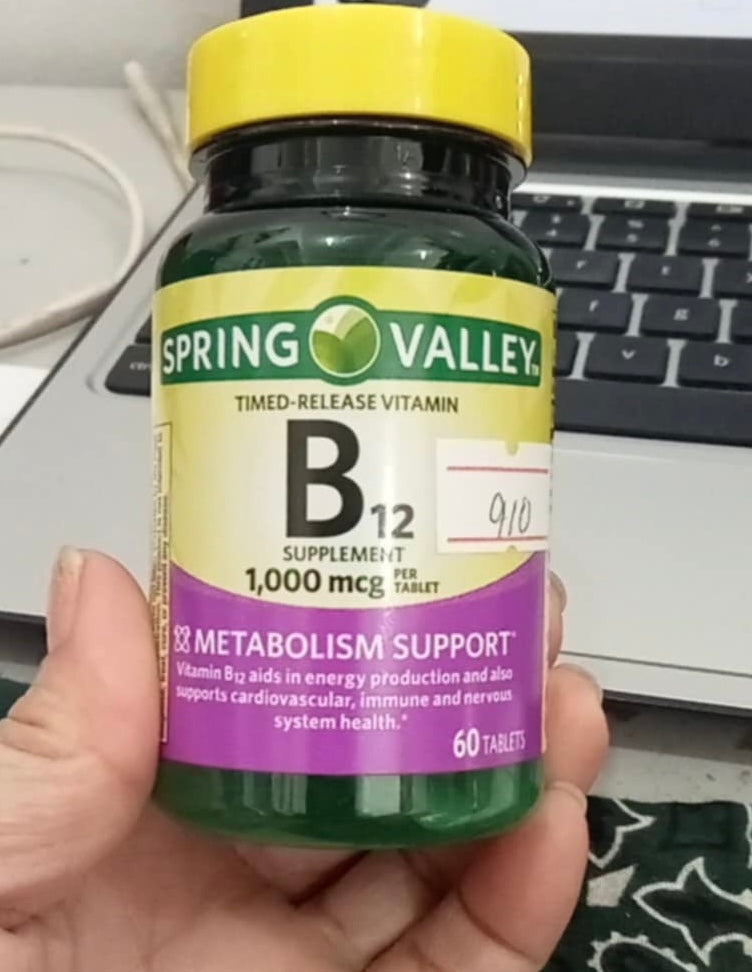 SPRING VALLEY™
TIMED-RELEASE VITAMIN
B12
SUPPLEMENT
1,000 mcg PER TABLET
910
METABOLISM SUPPORT*
Vitamin B12 aids in energy production and also
supports cardiovascular, immune and nervous
system health.*
60 TABLETS